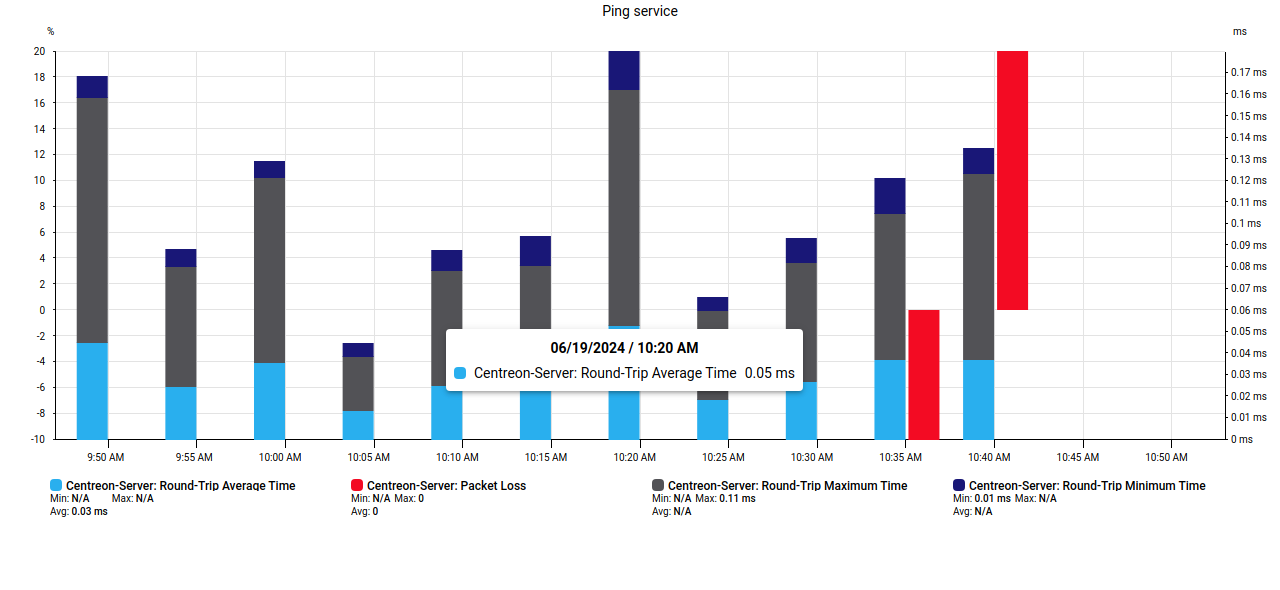 Ping service
% ms
20
18 0.17 ms
16 0.16 ms
0.15 ms
14 0.14 ms
12 0.13 ms
10 0.12 ms
8 0.11 ms
6 0.1 ms
0.09 ms
4 0.08 ms
2 0.07 ms
0 0.06 ms
-2 0.05 ms
06/19/2024 / 10:20 AM
-4 0.04 ms
Centreon-Server: Round-Trip Average Time 0.05 ms
-6 0.03 ms
0.02 ms
-8 0.01 ms
-10 0 ms
9:50 AM 9:55 AM 10:00 AM 10:05 AM 10:10 AM 10:15 AM 10:20 AM 10:25 AM 10:30 AM 10:35 AM 10:40 AM 10:45 AM 10:50 AM
Centreon-Server: Round-Trip Average Time Centreon-Server: Packet Loss Centreon-Server: Round-Trip Maximum Time Centreon-Server: Round-Trip Minimum Time
Min: N/A Max: N/A Min: N/A Max: 0 Min: N/A Max: 0.11 ms Min: 0.01 ms Max: N/A
Avg: 0.03 ms Avg: 0 Avg: N/A Avg: N/A